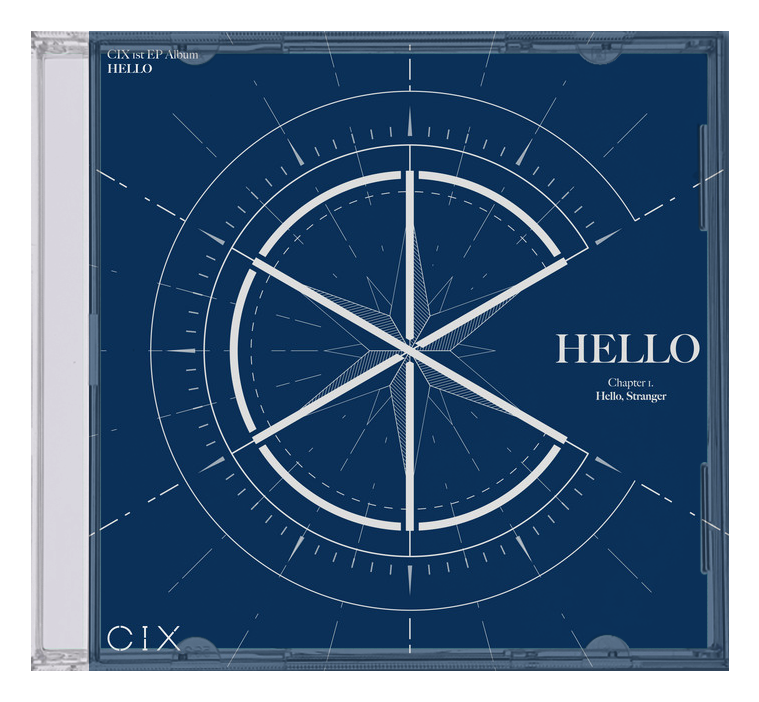 CIX 1st EP Album
HELLO
HELLO
Chapter 1.
Hello, Stranger
CIX